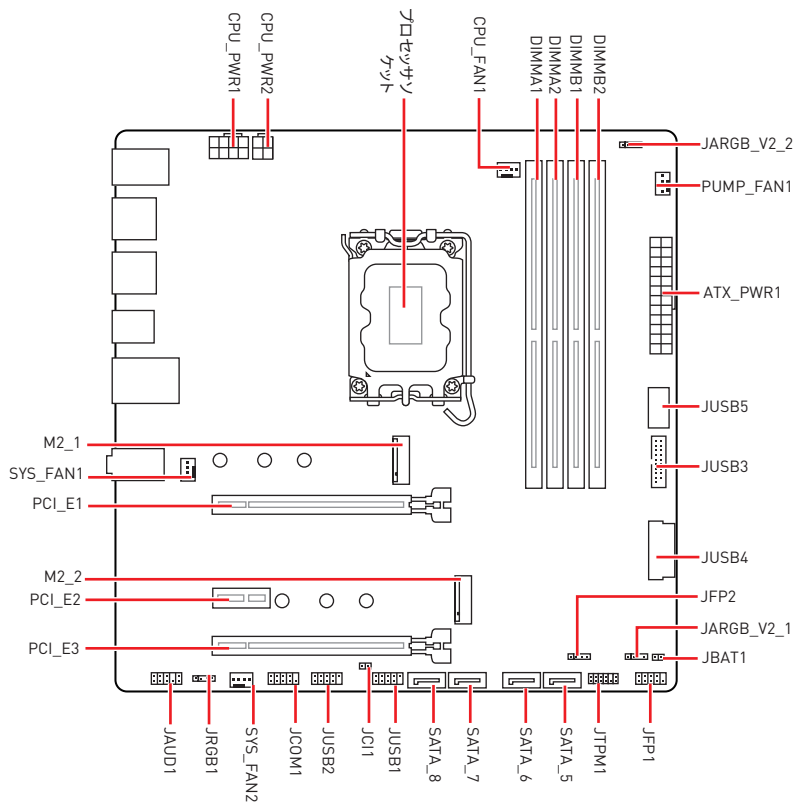 CPU_PWR1
CPU_PWR2
プロセッサソ
ケット
CPU_FAN1
DIMMA1
DIMMA2
DIMMB1
DIMMB2
JARGB_V2_2
PUMP_FAN1
ATX_PWR1
JUSB5
M2_1
JUSB3
SYS_FAN1
PCI_E1
JUSB4
M2_2
JFP2
PCI_E2
JARGB_V2_1
PCI_E3
JBAT1
JAUD1
JRGB1
SYS_FAN2
JCOM1
JUSB2
JCI1
JUSB1
SATA_8
SATA_7
SATA_6
SATA_5
JTPM1
JFP1